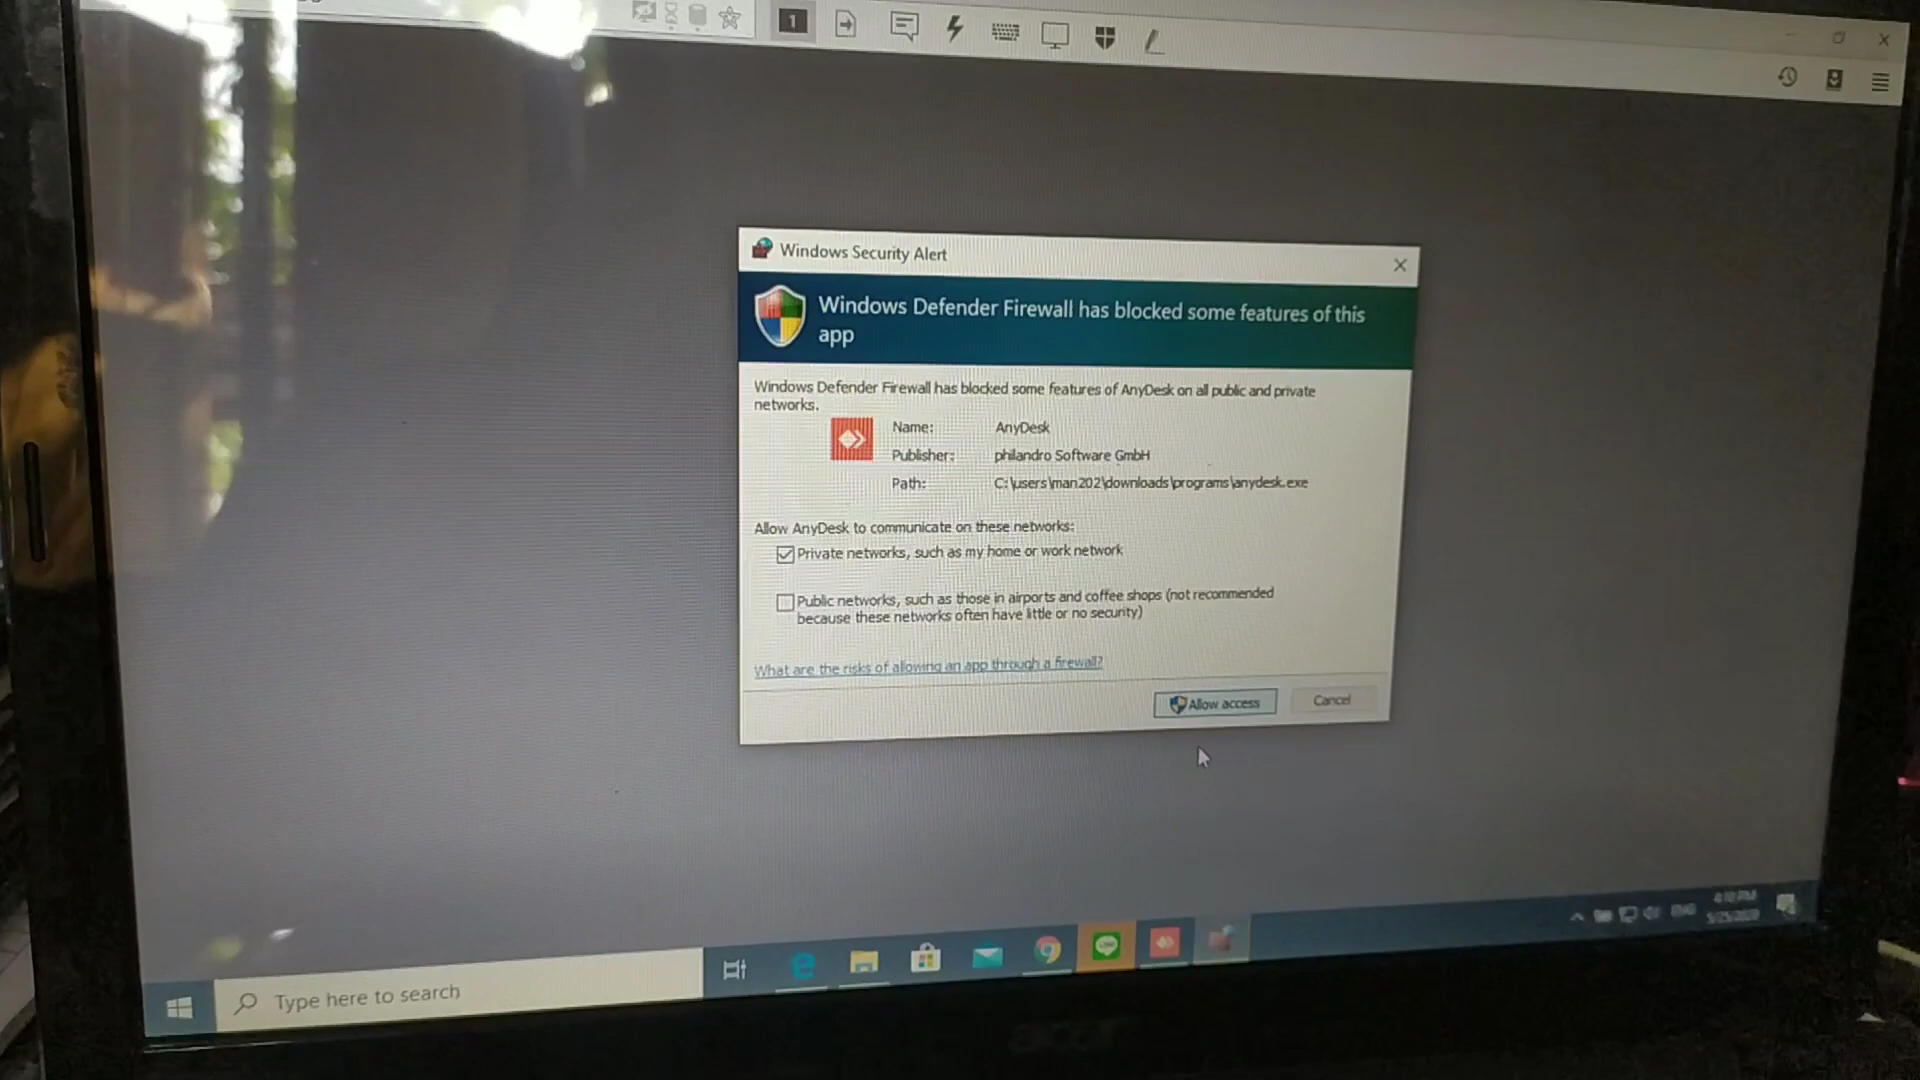 1
Windows Security Alert
Windows Defender Firewall has blocked some features of this
app
Windows Defender Firewall has blocked some features of AnyDesk on all public and private
networks.
Name: AnyDesk
Publisher: philandro Software GmbH
Path: C:\users\man202\downloads\programs\anydesk.exe
Allow AnyDesk to communicate on these networks:
Private networks, such as my home or work network
Public networks, such as those in airports and coffee shops (not recommended
because these networks often have little or no security)
What are the risks of allowing an app through a firewall?
Allow access
Cancel
Type here to search
ENG
acer